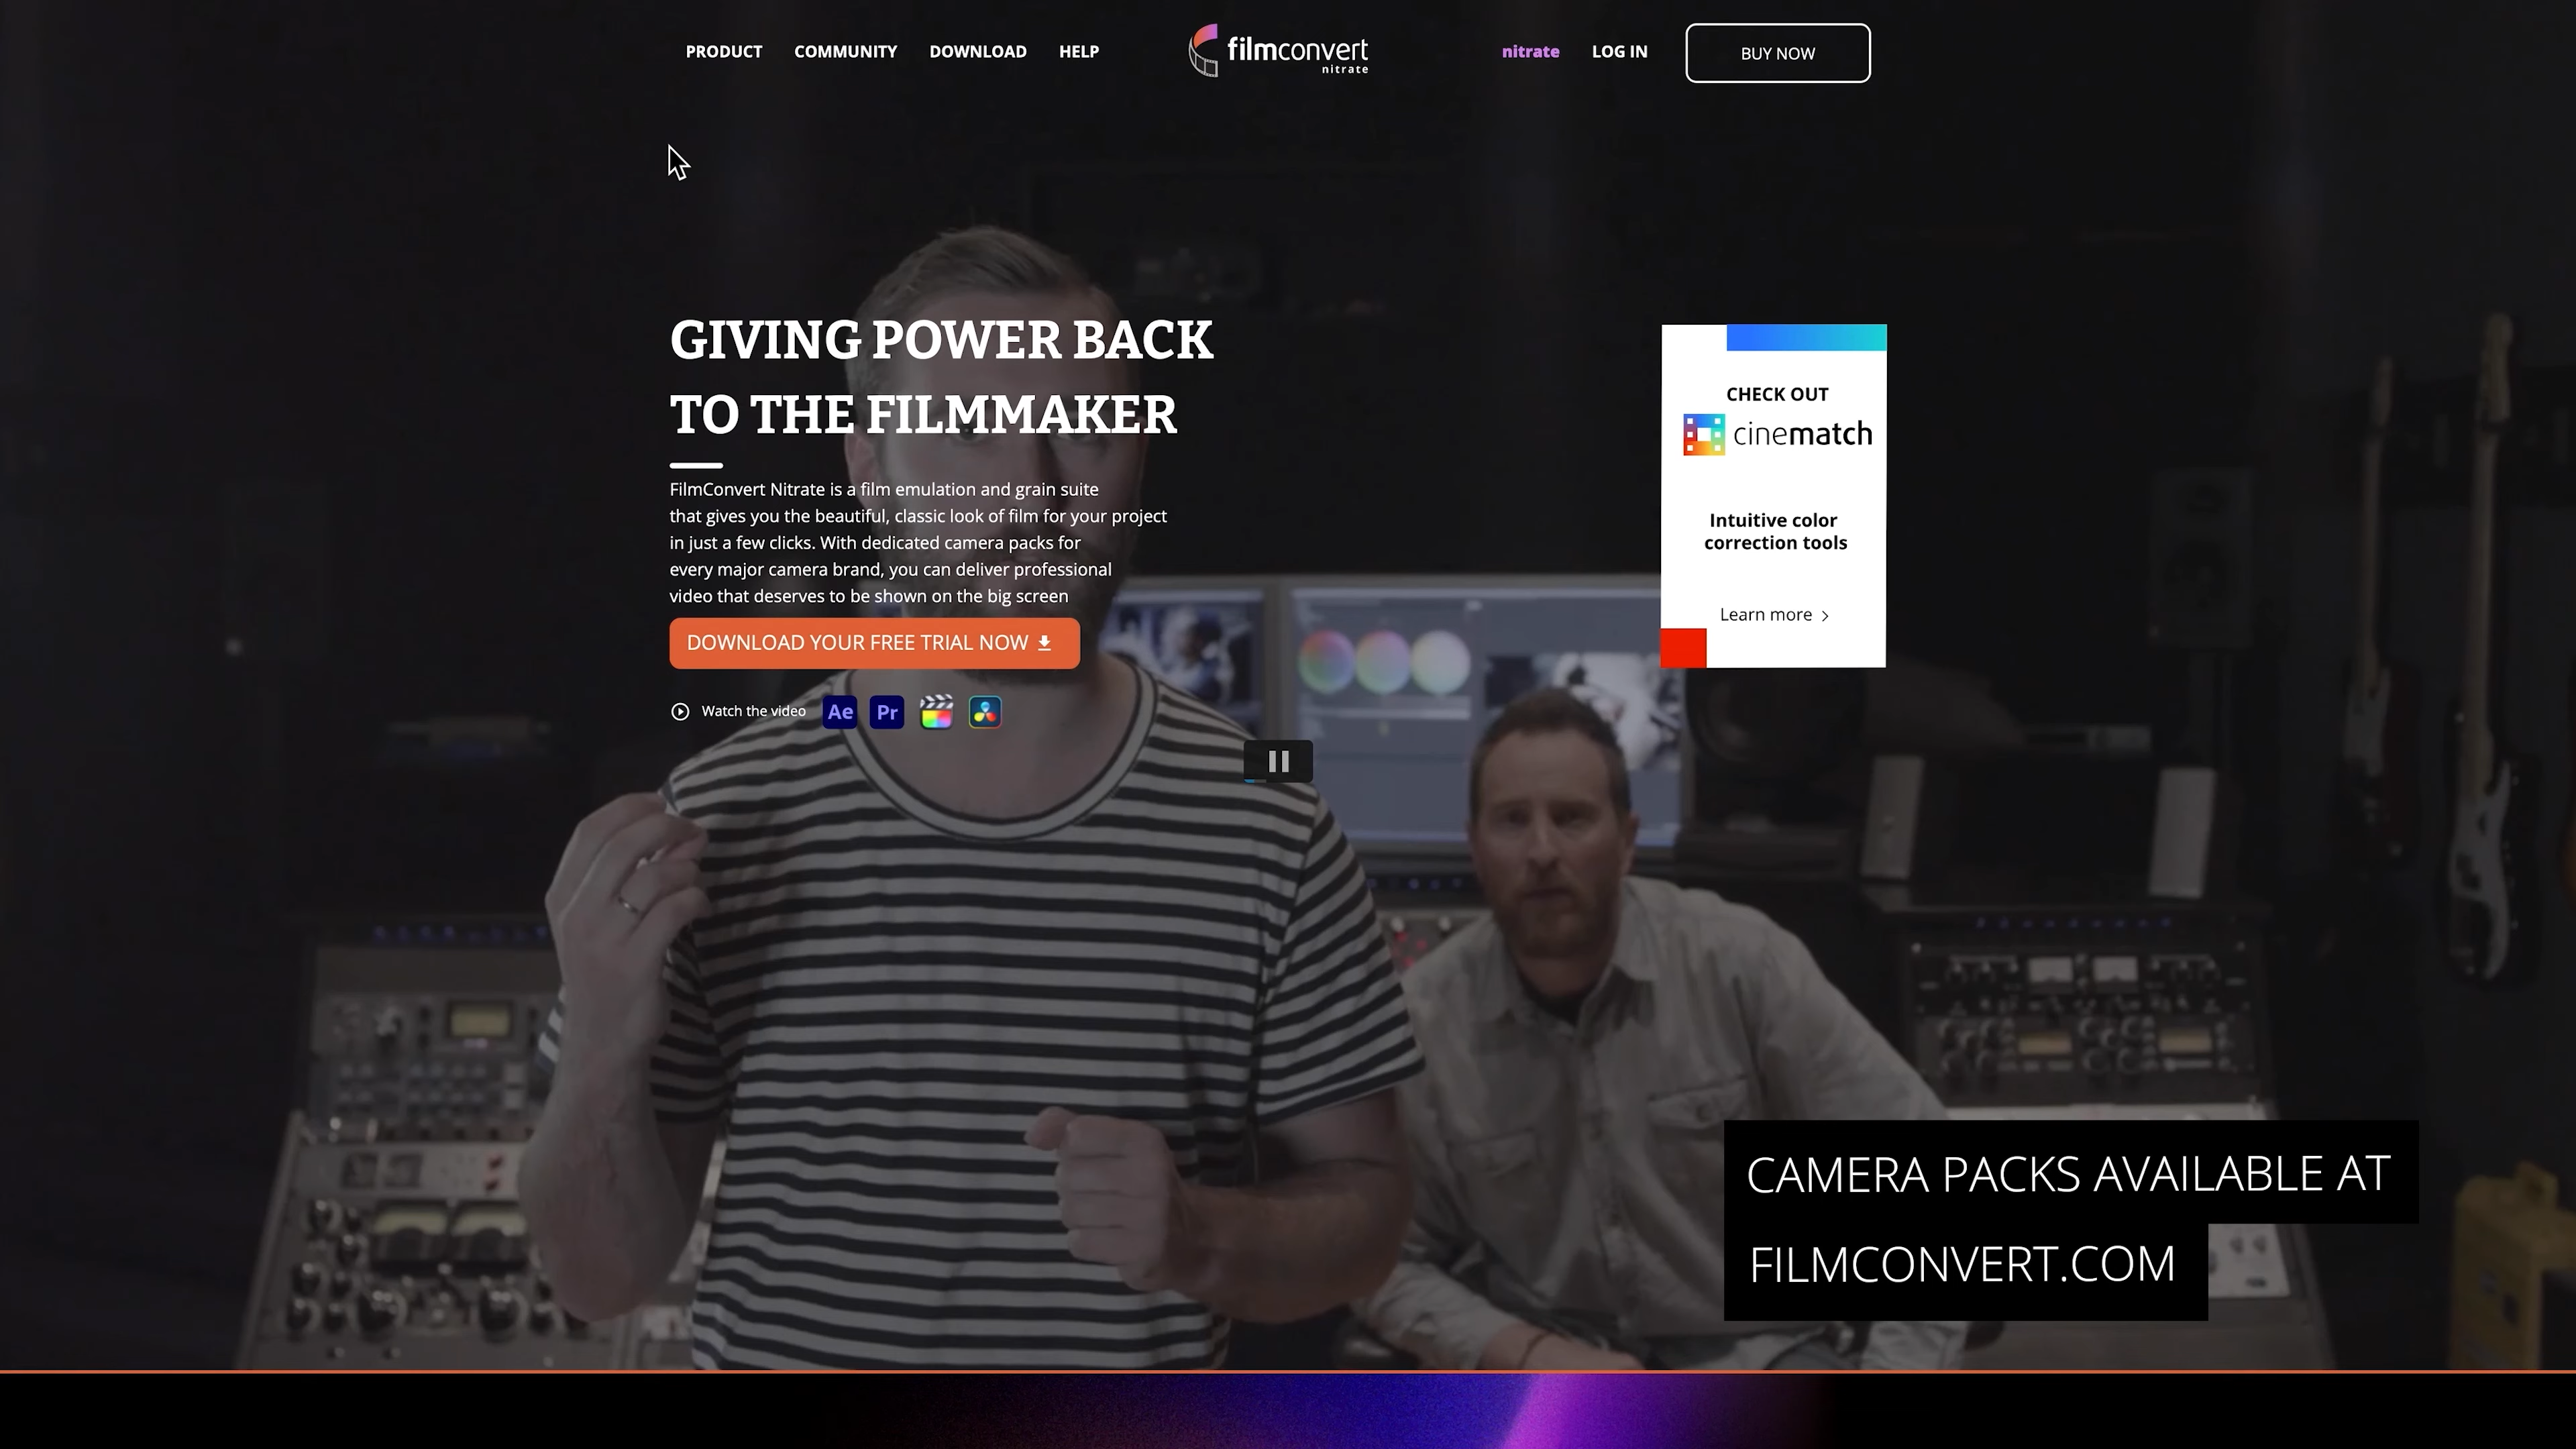 PRODUCT COMMUNITY DOWNLOAD HELP filmconvert nitrate LOG IN BUY NOW
nitrate
GIVING POWER BACK
TO THE FILMMAKER
FilmConvert Nitrate is a film emulation and grain suite
that gives you the beautiful, classic look of film for your project
in just a few clicks. With dedicated camera packs for
every major camera brand, you can deliver professional
video that deserves to be shown on the big screen
DOWNLOAD YOUR FREE TRIAL NOW
Watch the video Ae Pr
CHECK OUT
cinematch
Intuitive color
correction tools
Learn more >
CAMERA PACKS AVAILABLE AT
FILMCONVERT.COM